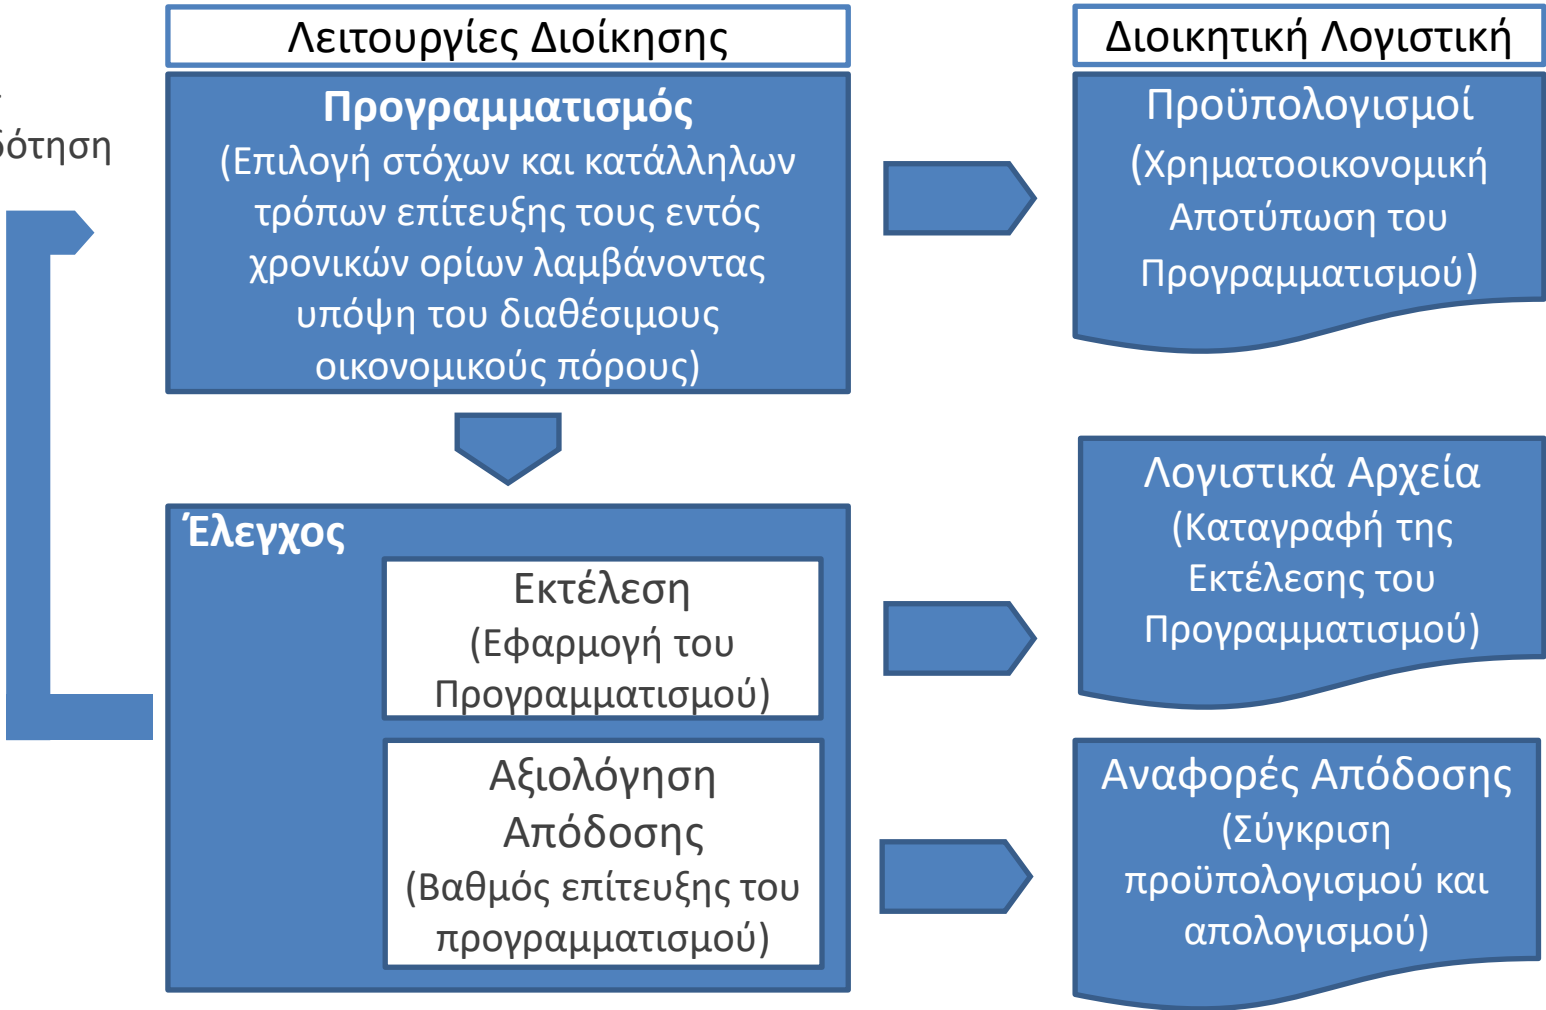 Λειτουργίες Διοίκησης
Προγραμματισμός
(Επιλογή στόχων και κατάλληλων
τρόπων επίτευξης τους εντός
χρονικών ορίων λαμβάνοντας
υπόψη του διαθέσιμους
οικονομικούς πόρους)
Έλεγχος
Εκτέλεση
(Εφαρμογή του
Προγραμματισμού)
Αξιολόγηση
Απόδοσης
(Βαθμός επίτευξης του
προγραμματισμού)
Διοικητική Λογιστική
Προϋπολογισμοί
(Χρηματοοικονομική
Αποτύπωση του
Προγραμματισμού)
Λογιστικά Αρχεία
(Καταγραφή της
Εκτέλεσης του
Προγραμματισμού)
Αναφορές Απόδοσης
(Σύγκριση
προϋπολογισμού και
απολογισμού)